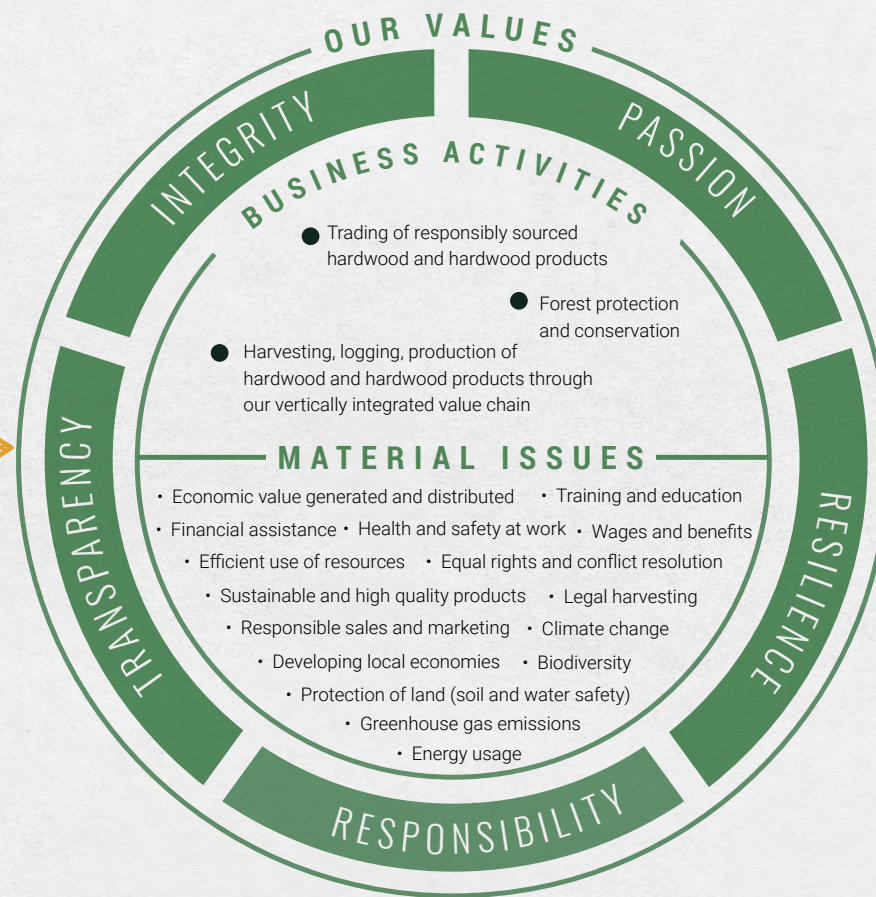 OUR VALUES
INTEGRITY
PASSION
BUSINESS ACTIVITIES
Trading of responsibly sourced
hardwood and hardwood products
Forest protection
and conservation
Harvesting, logging, production of
hardwood and hardwood products through
our vertically integrated value chain
TRANSPARENCY
RESILIENCE
MATERIAL ISSUES
• Economic value generated and distributed • Training and education
• Financial assistance • Health and safety at work • Wages and benefits
• Efficient use of resources • Equal rights and conflict resolution
• Sustainable and high quality products • Legal harvesting
• Responsible sales and marketing • Climate change
• Developing local economies • Biodiversity
• Protection of land (soil and water safety)
• Greenhouse gas emissions
• Energy usage
RESPONSIBILITY